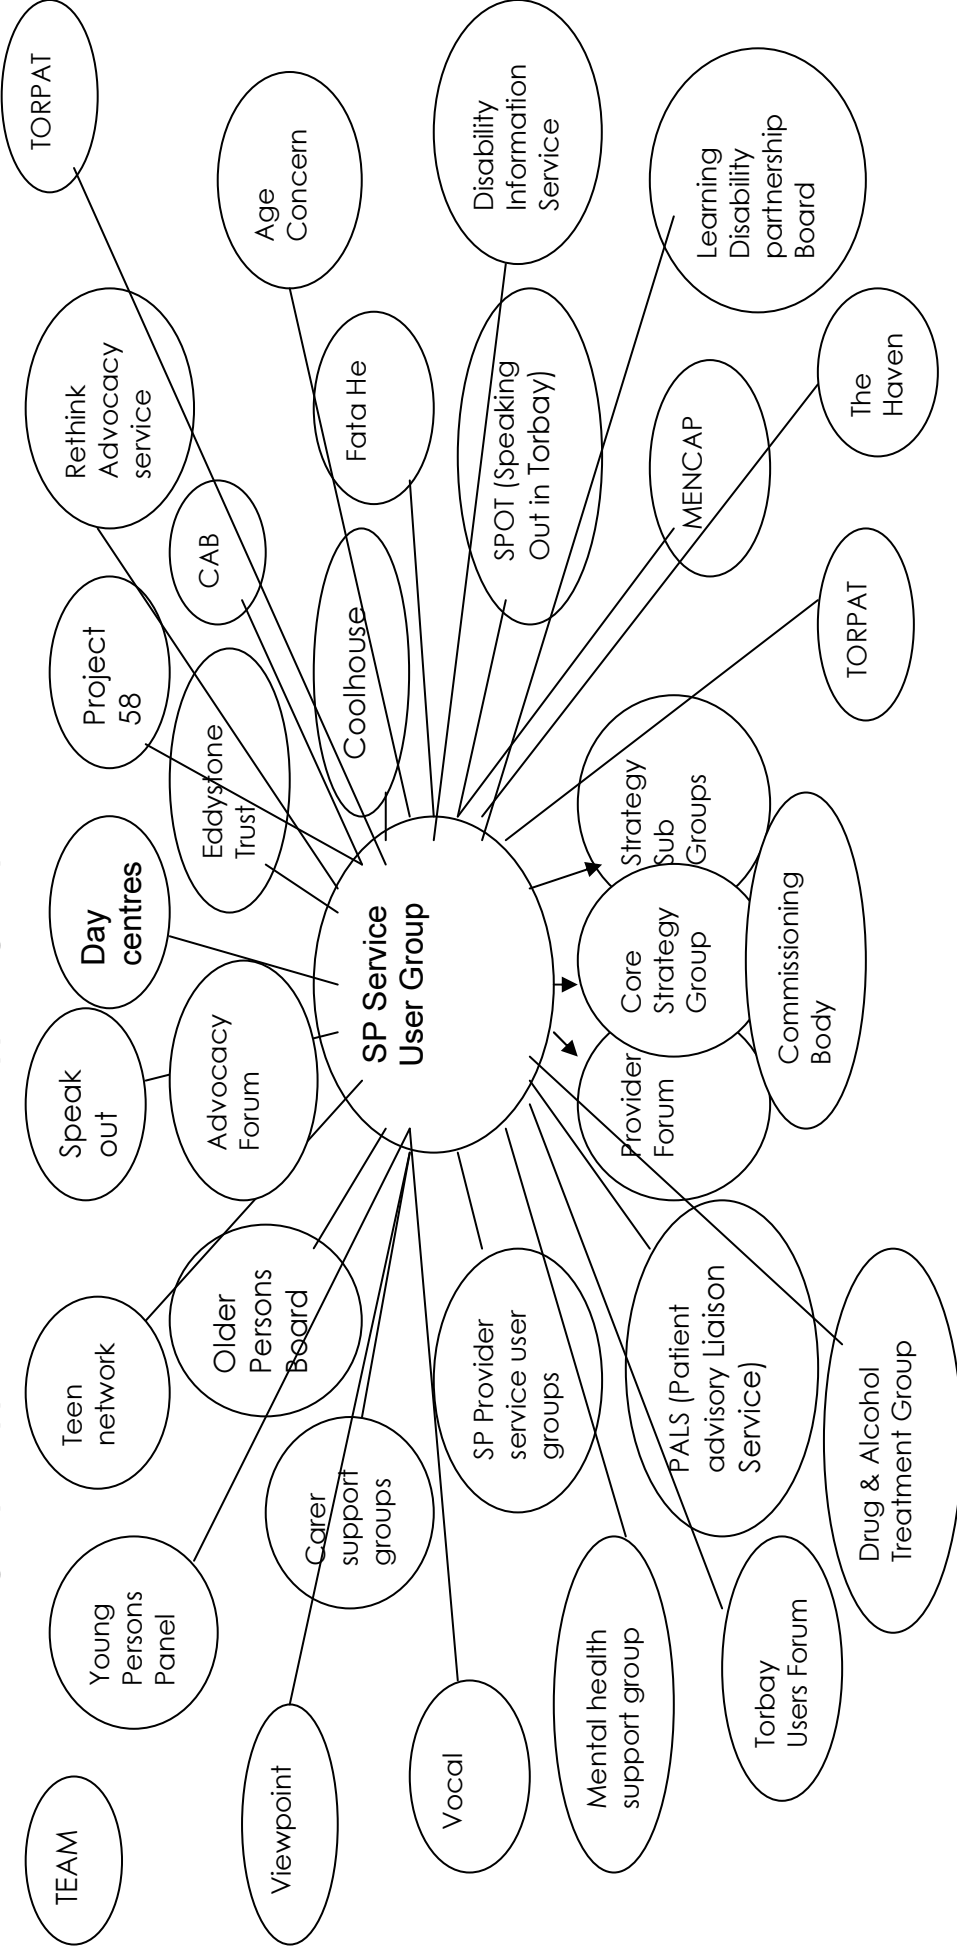 TEAM
Young
Persons
Panel
Teen
network
Speak
out
Day
centres
Project
58
Rethink
Advocacy
service
TORPAT
Viewpoint
Carer
support
groups
Older
Persons
Board
Advocacy
Forum
Eddystone
Trust
CAB
Coolhouse
Fata He
Age
Concern
Vocal
SP Provider
service user
groups
SP Service
User Group
SPOT (Speaking
Out in Torbay)
Disability
Information
Service
Mental health
support group
PALS (Patient
advisory Liaison
Service)
Provider
Forum
Core
Strategy
Group
Strategy
Sub
Groups
MENCAP
Learning
Disability
partnership
Board
Torbay
Users Forum
Drug & Alcohol
Treatment Group
Commissioning
Body
TORPAT
The
Haven